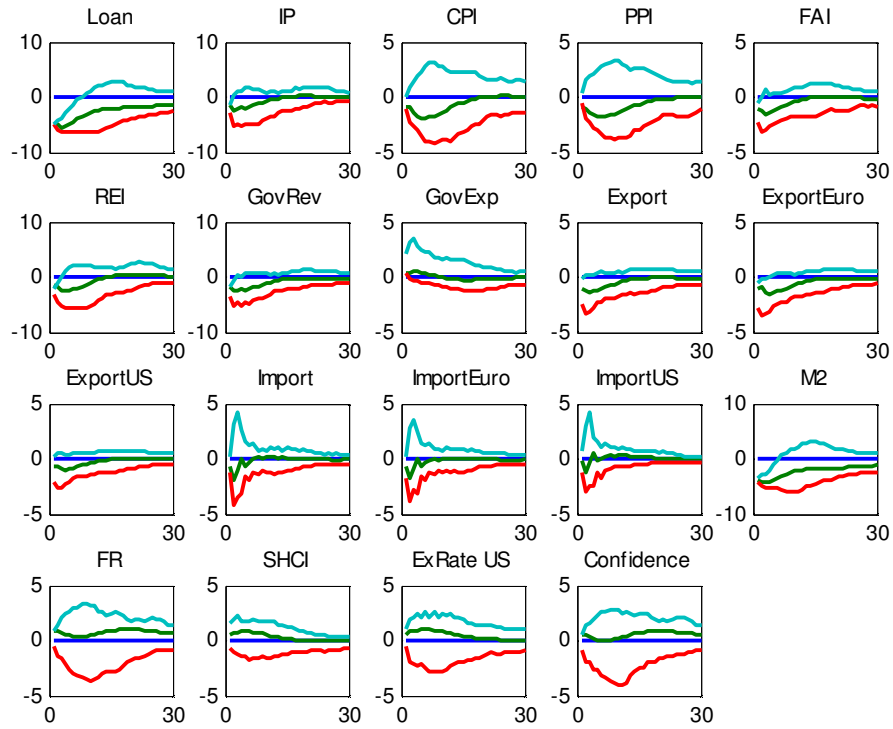 Loan IP CPI PPI FAI
10 10 5 5 10
0 0 0 0 0
-10 -10 -5 -5 -10
0 30 0 30 0 30 0 30 0 30
REI GovRev GovExp Export ExportEuro
10 10 5 5 5
0 0 0 0 0
-10 -10 -5 -5 -5
0 30 0 30 0 30 0 30 0 30
ExportUS Import ImportEuro ImportUS M2
5 5 5 5 10
0 0 0 0 0
-5 -5 -5 -5 -10
0 30 0 30 0 30 0 30 0 30
FR SHCI ExRate US Confidence
5 5 5 5
0 0 0 0
-5 -5 -5 -5
0 30 0 30 0 30 0 30